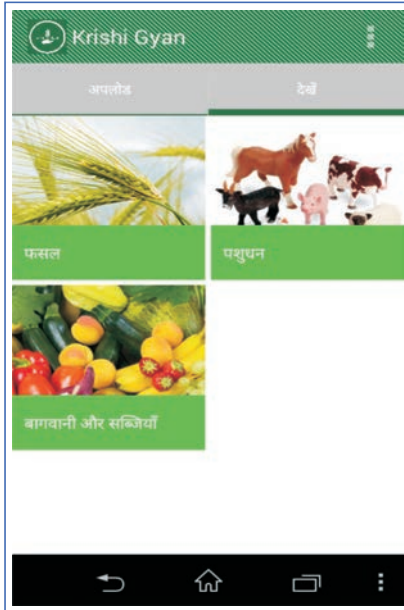 Krishi Gyan
अपलोड
देखें
फसल
पशुधन
बागवानी और सब्जियाँ